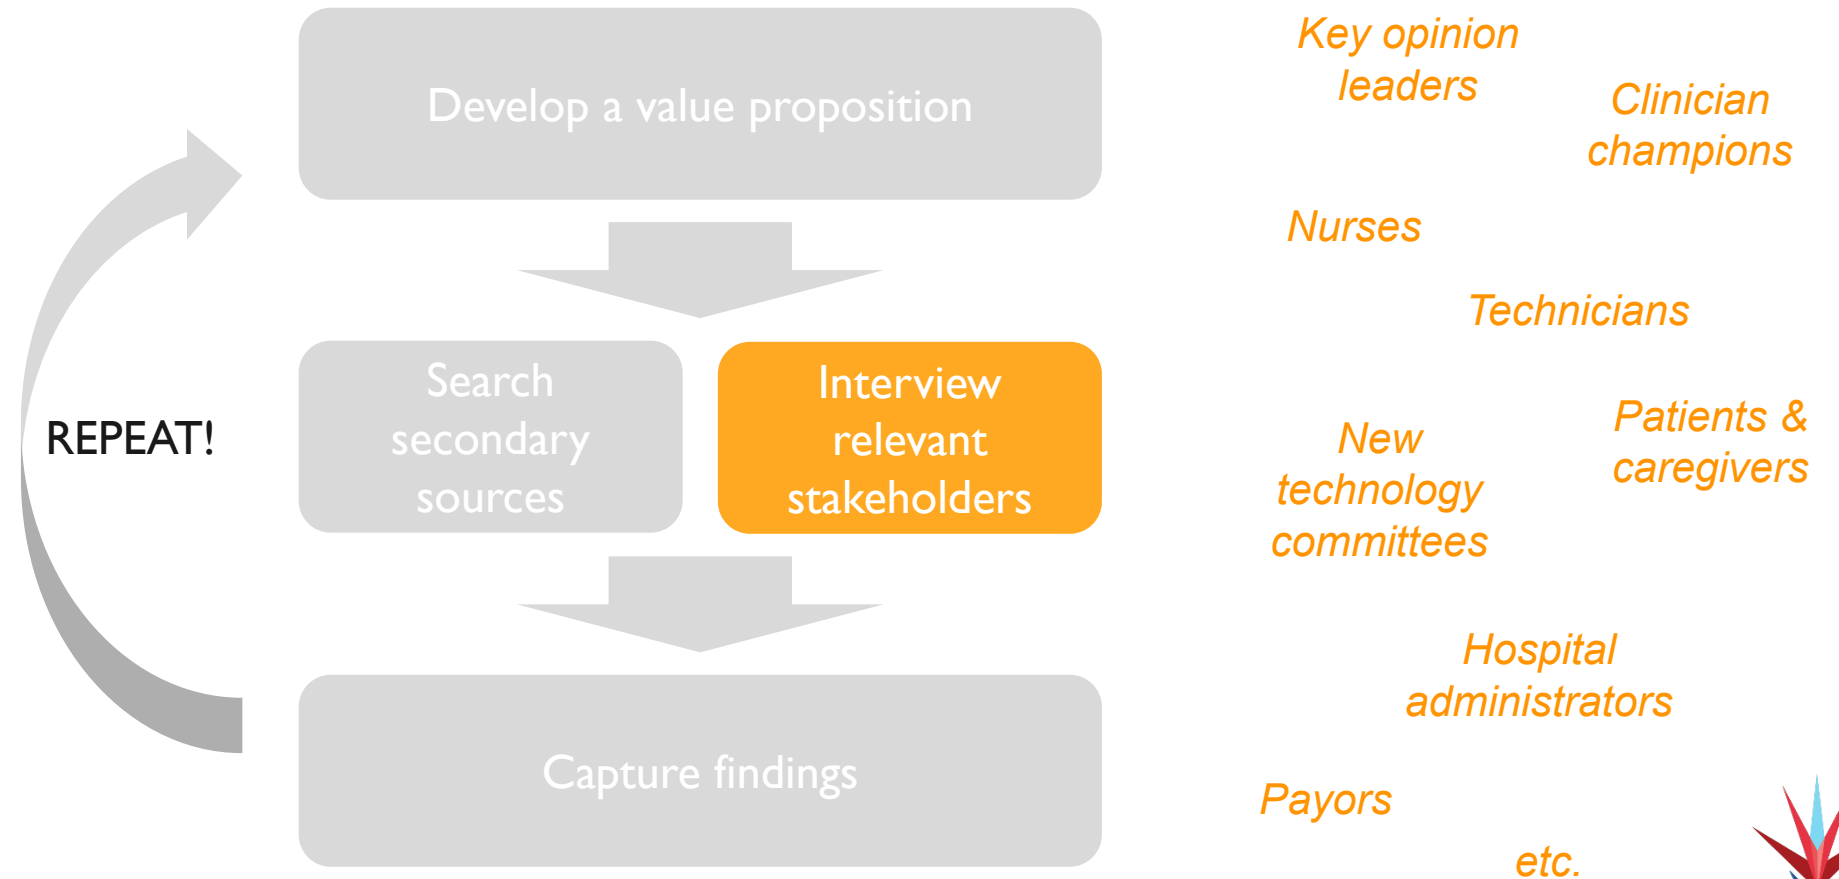 Develop a value proposition
REPEAT!
Search
secondary
sources
Interview
relevant
stakeholders
Capture findings
Key opinion
leaders
Clinician
champions
Nurses
Technicians
New
technology
committees
Patients &
caregivers
Hospital
administrators
Payors
etc.